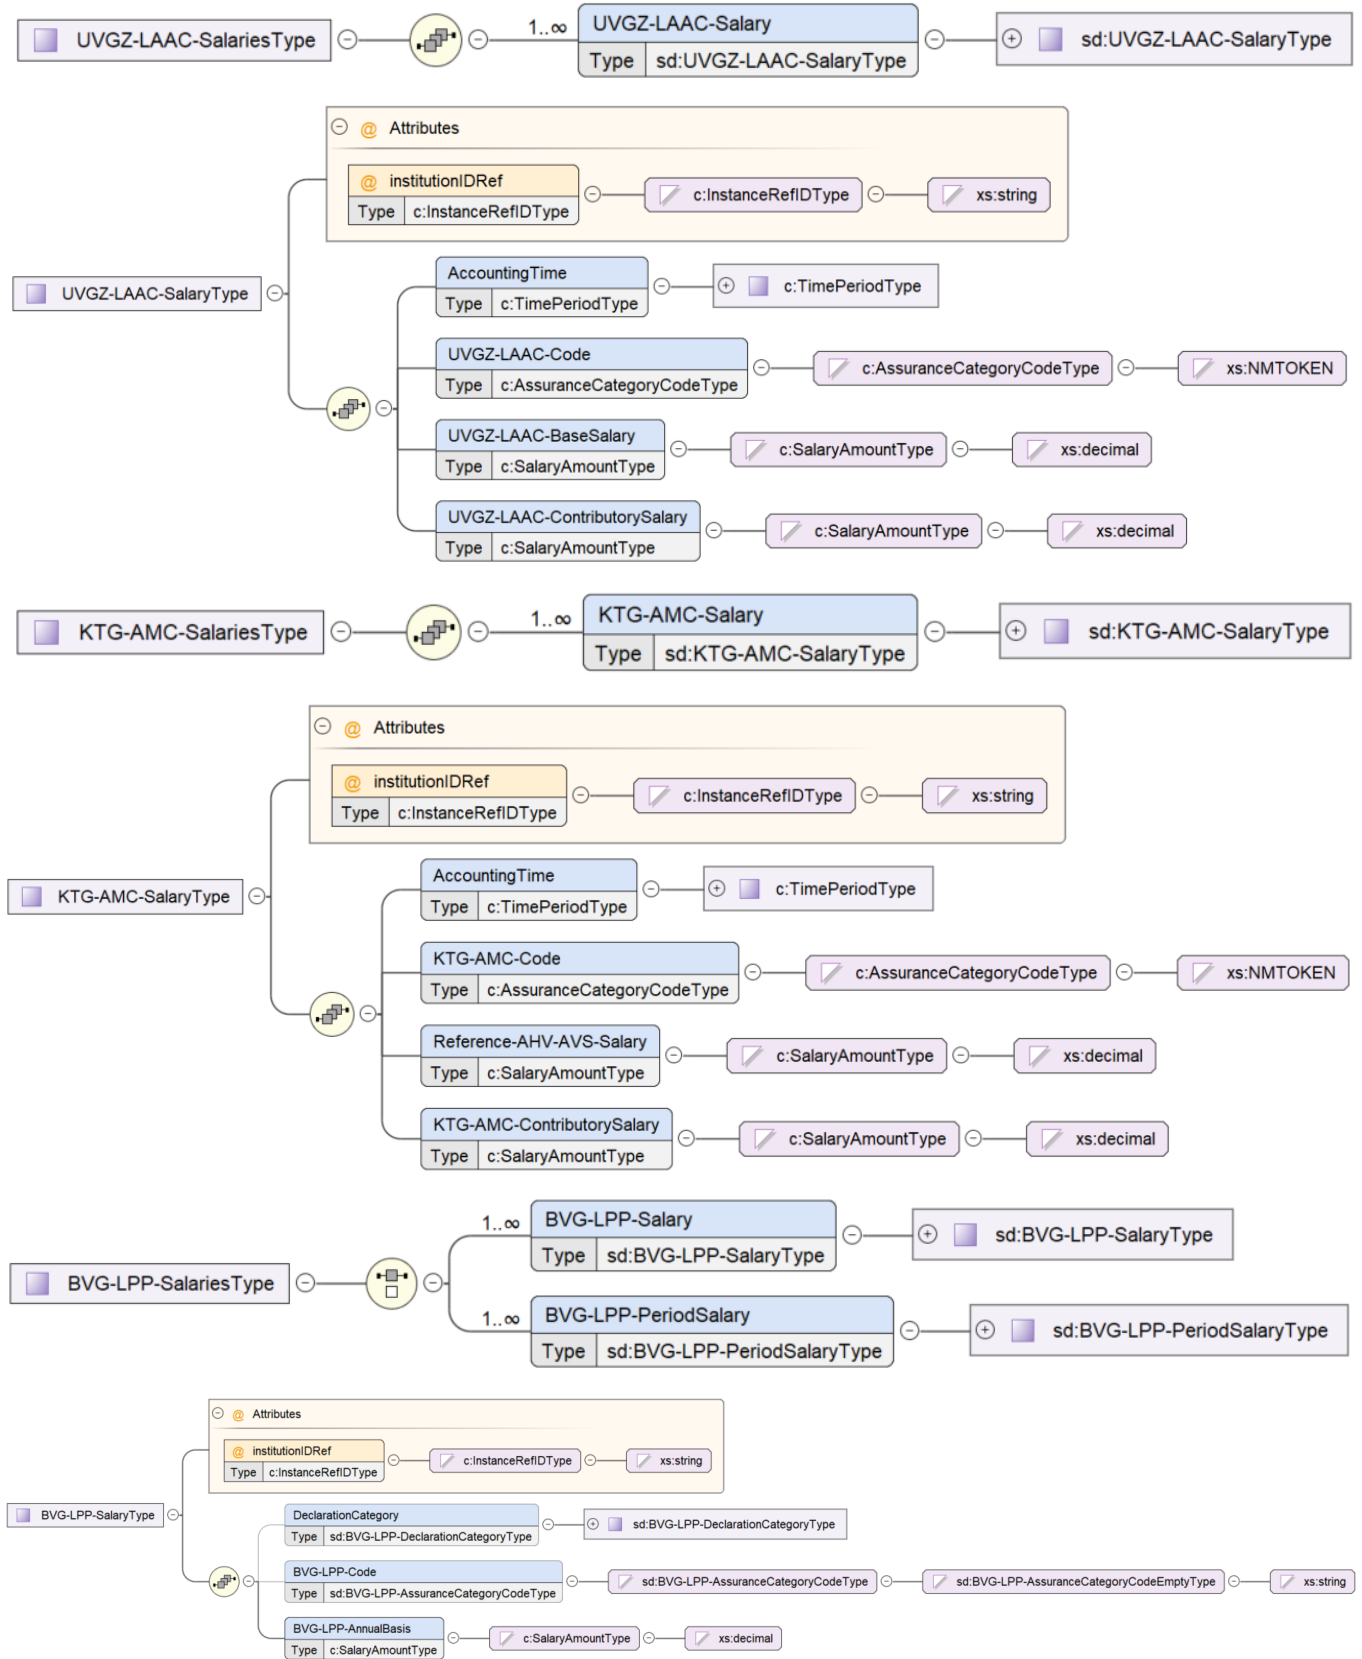 UVGZ-LAAC-SalariesType
1..∞
UVGZ-LAAC-Salary
Type sd:UVGZ-LAAC-SalaryType
sd:UVGZ-LAAC-SalaryType
@ Attributes
@ institutionIDRef
Type c:InstanceRefIDType
c:InstanceRefIDType
xs:string
UVGZ-LAAC-SalaryType
AccountingTime
Type c:TimePeriodType
c:TimePeriodType
UVGZ-LAAC-Code
Type c:AssuranceCategoryCodeType
c:AssuranceCategoryCodeType
xs:NMTOKEN
UVGZ-LAAC-BaseSalary
Type c:SalaryAmountType
c:SalaryAmountType
xs:decimal
UVGZ-LAAC-ContributorySalary
Type c:SalaryAmountType
c:SalaryAmountType
xs:decimal
KTG-AMC-SalariesType
1..∞
KTG-AMC-Salary
Type sd:KTG-AMC-SalaryType
sd:KTG-AMC-SalaryType
@ Attributes
@ institutionIDRef
Type c:InstanceRefIDType
c:InstanceRefIDType
xs:string
KTG-AMC-SalaryType
AccountingTime
Type c:TimePeriodType
c:TimePeriodType
KTG-AMC-Code
Type c:AssuranceCategoryCodeType
c:AssuranceCategoryCodeType
xs:NMTOKEN
Reference-AHV-AVS-Salary
Type c:SalaryAmountType
c:SalaryAmountType
xs:decimal
KTG-AMC-ContributorySalary
Type c:SalaryAmountType
c:SalaryAmountType
xs:decimal
BVG-LPP-SalariesType
1..∞
BVG-LPP-Salary
Type sd:BVG-LPP-SalaryType
sd:BVG-LPP-SalaryType
1..∞
BVG-LPP-PeriodSalary
Type sd:BVG-LPP-PeriodSalaryType
sd:BVG-LPP-PeriodSalaryType
@ Attributes
@ institutionIDRef
Type c:InstanceRefIDType
c:InstanceRefIDType
xs:string
BVG-LPP-SalaryType
DeclarationCategory
Type sd:BVG-LPP-DeclarationCategoryType
sd:BVG-LPP-DeclarationCategoryType
BVG-LPP-Code
Type sd:BVG-LPP-AssuranceCategoryCodeType
sd:BVG-LPP-AssuranceCategoryCodeType
sd:BVG-LPP-AssuranceCategoryCodeEmptyType
xs:string
BVG-LPP-AnnualBasis
Type c:SalaryAmountType
c:SalaryAmountType
xs:decimal